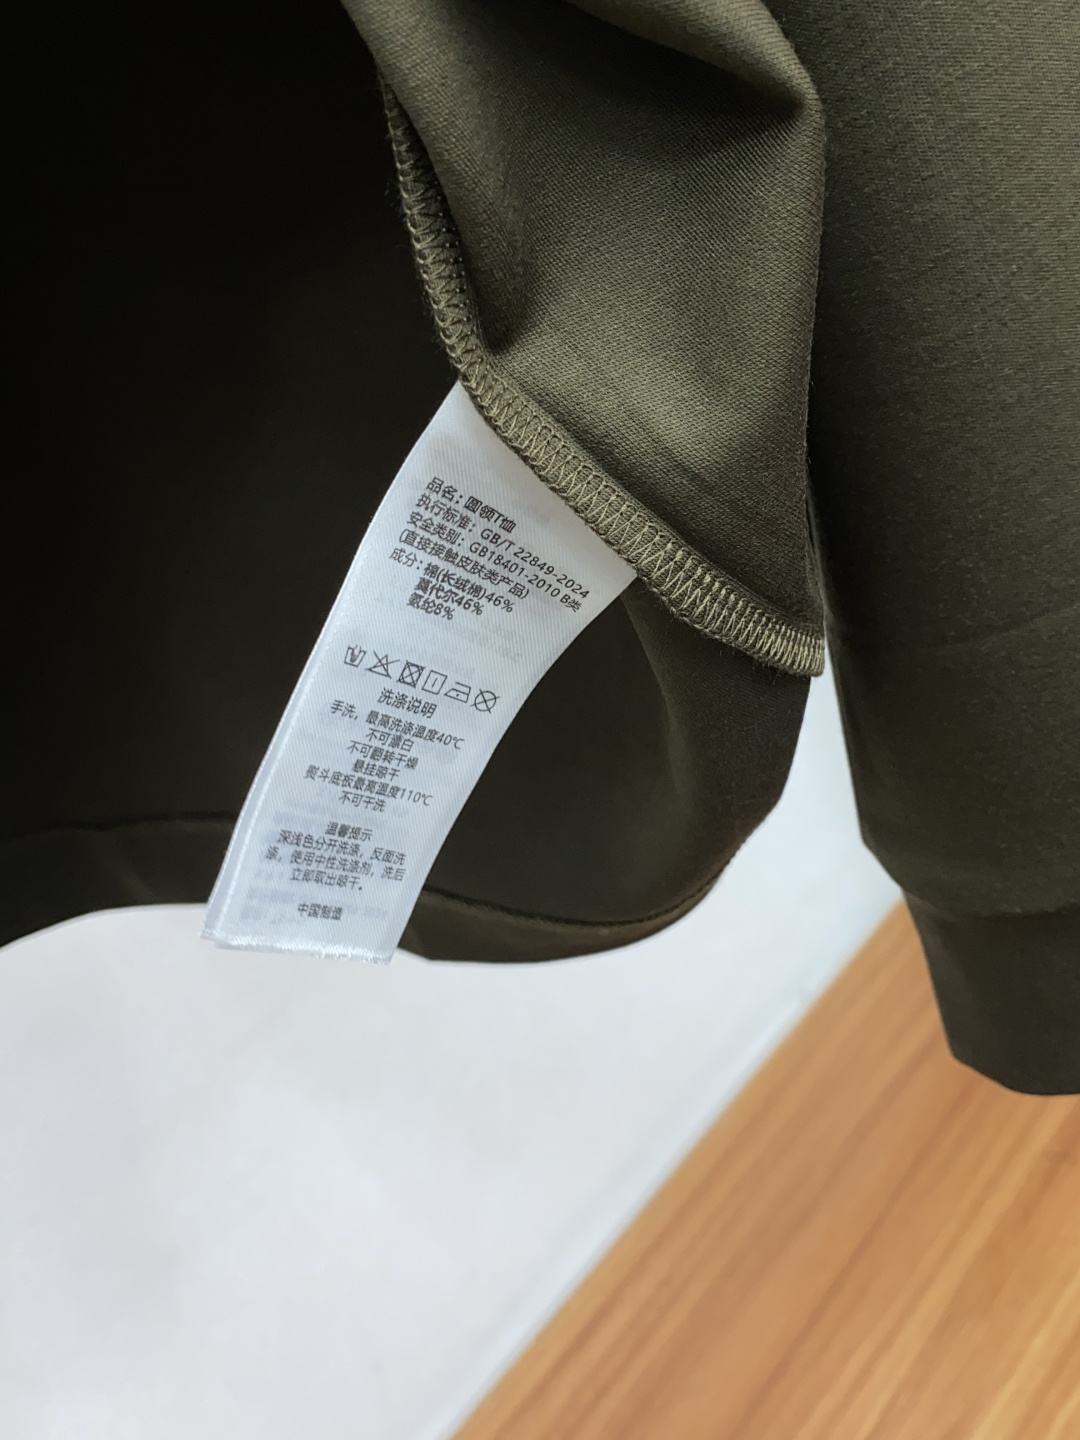 品名：圆领T恤
执行标准：GB/T 22849-2024
安全类别：GB18401-2010 B类
(直接接触皮肤类产品)
成分：棉(长绒棉)46%
莫代尔46%
氨纶8%
洗涤说明
手洗，最高洗涤温度40℃
不可漂白
不可翻转干燥
悬挂晾干
熨斗底板最高温度110℃
不可干洗
温馨提示
深浅色分开洗涤，反面洗
涤，使用中性洗涤剂，洗后
立即取出晾干。
中国制造